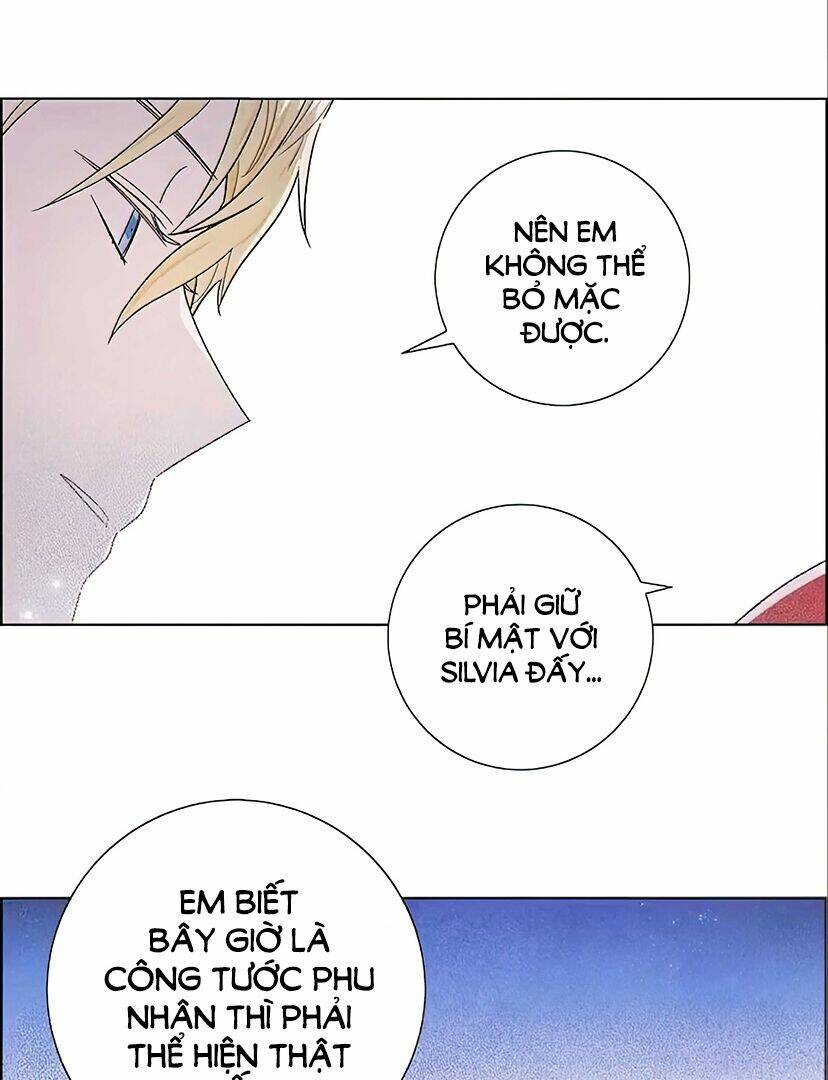 NÊN EM
KHÔNG THỂ
BỎ MẶC
ĐƯỢC.
PHẢI GIỮ
BÍ MẬT VỚI
SILVIA ĐẤY...
EM BIẾT
BÂY GIỜ LÀ
CÔNG TƯỚC PHU
NHÂN THÌ PHẢI
THỂ HIỆN THẬT